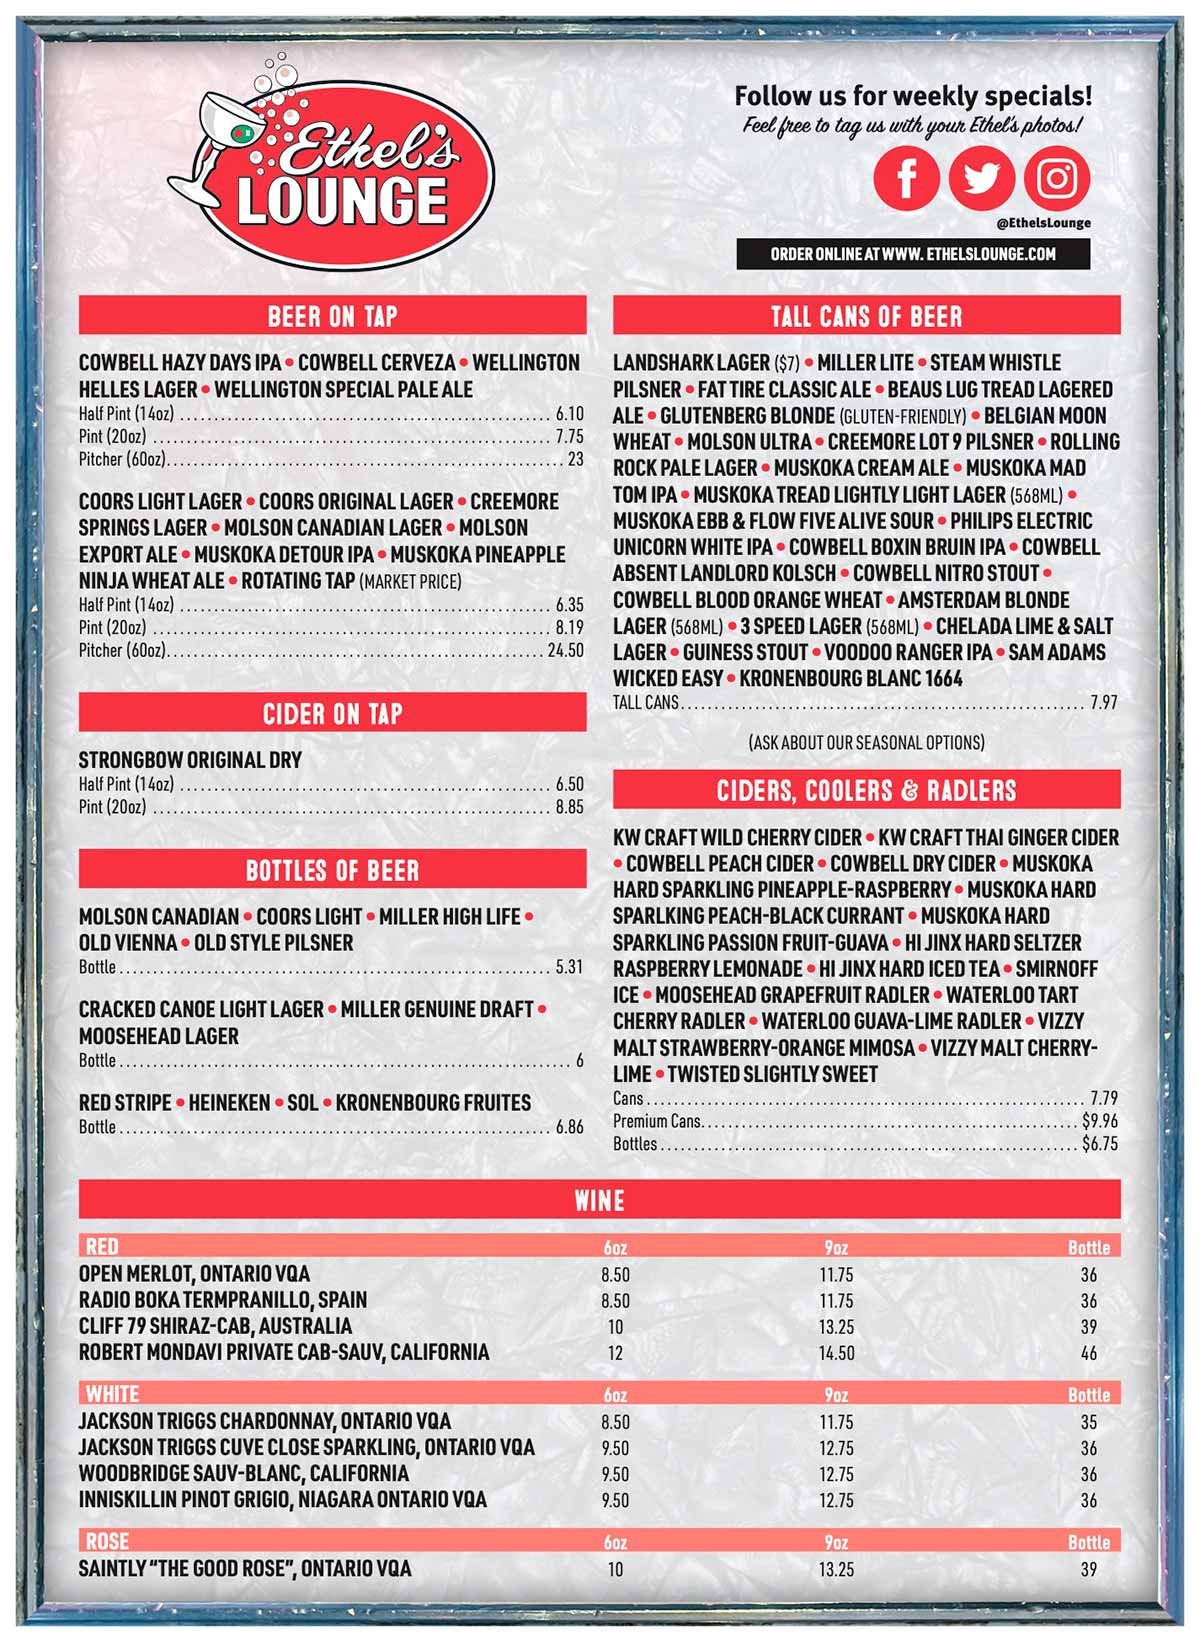 Ethel's
LOUNGE
Follow us for weekly specials!
Feel free to tag us with your Ethel's photos!
@EthelsLounge
ORDER ONLINE AT WWW. ETHELSLOUNGE.COM
BEER ON TAP
COWBELL HAZY DAYS IPA • COWBELL CERVEZA • WELLINGTON
HELLES LAGER • WELLINGTON SPECIAL PALE ALE
Half Pint (14oz) 6.10
Pint (20oz) 7.75
Pitcher (60oz) 23
COORS LIGHT LAGER • COORS ORIGINAL LAGER • CREEMORE
SPRINGS LAGER • MOLSON CANADIAN LAGER • MOLSON
EXPORT ALE • MUSKOKA DETOUR IPA • MUSKOKA PINEAPPLE
NINJA WHEAT ALE • ROTATING TAP (MARKET PRICE)
Half Pint (14oz) 6.35
Pint (20oz) 8.19
Pitcher (60oz) 24.50
CIDER ON TAP
STRONGBOW ORIGINAL DRY
Half Pint (14oz) 6.50
Pint (20oz) 8.85
BOTTLES OF BEER
MOLSON CANADIAN • COORS LIGHT • MILLER HIGH LIFE •
OLD VIENNA • OLD STYLE PILSNER
Bottle 5.31
CRACKED CANOE LIGHT LAGER • MILLER GENUINE DRAFT •
MOOSEHEAD LAGER
Bottle 6
RED STRIPE • HEINEKEN • SOL • KRONENBOURG FRUITES
Bottle 6.86
TALL CANS OF BEER
LANDSHARK LAGER ($7) • MILLER LITE • STEAM WHISTLE
PILSNER • FAT TIRE CLASSIC ALE • BEAUS LUG TREAD LAGERED
ALE • GLUTENBERG BLONDE (GLUTEN-FRIENDLY) • BELGIAN MOON
WHEAT • MOLSON ULTRA • CREEMORE LOT 9 PILSNER • ROLLING
ROCK PALE LAGER • MUSKOKA CREAM ALE • MUSKOKA MAD
TOM IPA • MUSKOKA TREAD LIGHTLY LIGHT LAGER (568ML) •
MUSKOKA EBB & FLOW FIVE ALIVE SOUR • PHILIPS ELECTRIC
UNICORN WHITE IPA • COWBELL BOXIN BRUIN IPA • COWBELL
ABSENT LANDLORD KOLSCH • COWBELL NITRO STOUT •
COWBELL BLOOD ORANGE WHEAT • AMSTERDAM BLONDE
LAGER (568ML) • 3 SPEED LAGER (568ML) • CHELADA LIME & SALT
LAGER • GUINESS STOUT • VOODOO RANGER IPA • SAM ADAMS
WICKED EASY • KRONENBOURG BLANC 1664
TALL CANS 7.97
(ASK ABOUT OUR SEASONAL OPTIONS)
CIDERS, COOLERS & RADLERS
KW CRAFT WILD CHERRY CIDER • KW CRAFT THAI GINGER CIDER
• COWBELL PEACH CIDER • COWBELL DRY CIDER • MUSKOKA
HARD SPARKLING PINEAPPLE-RASPBERRY • MUSKOKA HARD
SPARLKING PEACH-BLACK CURRANT • MUSKOKA HARD
SPARKLING PASSION FRUIT-GUAVA • HI JINX HARD SELTZER
RASPBERRY LEMONADE • HI JINX HARD ICED TEA • SMIRNOFF
ICE • MOOSEHEAD GRAPEFRUIT RADLER • WATERLOO TART
CHERRY RADLER • WATERLOO GUAVA-LIME RADLER • VIZZY
MALT STRAWBERRY-ORANGE MIMOSA • VIZZY MALT CHERRY-
LIME • TWISTED SLIGHTLY SWEET
Cans 7.79
Premium Cans $9.96
Bottles $6.75
WINE
RED 6oz 9oz Bottle
OPEN MERLOT, ONTARIO VQA 8.50 11.75 36
RADIO BOKA TERMPRANILLO, SPAIN 8.50 11.75 36
CLIFF 79 SHIRAZ-CAB, AUSTRALIA 10 13.25 39
ROBERT MONDAVI PRIVATE CAB-SAUV, CALIFORNIA 12 14.50 46
WHITE 6oz 9oz Bottle
JACKSON TRIGGS CHARDONNAY, ONTARIO VQA 8.50 11.75 35
JACKSON TRIGGS CUVE CLOSE SPARKLING, ONTARIO VQA 9.50 12.75 36
WOODBRIDGE SAUV-BLANC, CALIFORNIA 9.50 12.75 36
INNISKILLIN PINOT GRIGIO, NIAGARA ONTARIO VQA 9.50 12.75 36
ROSE 6oz 9oz Bottle
SAINTLY “THE GOOD ROSE”, ONTARIO VQA 10 13.25 39